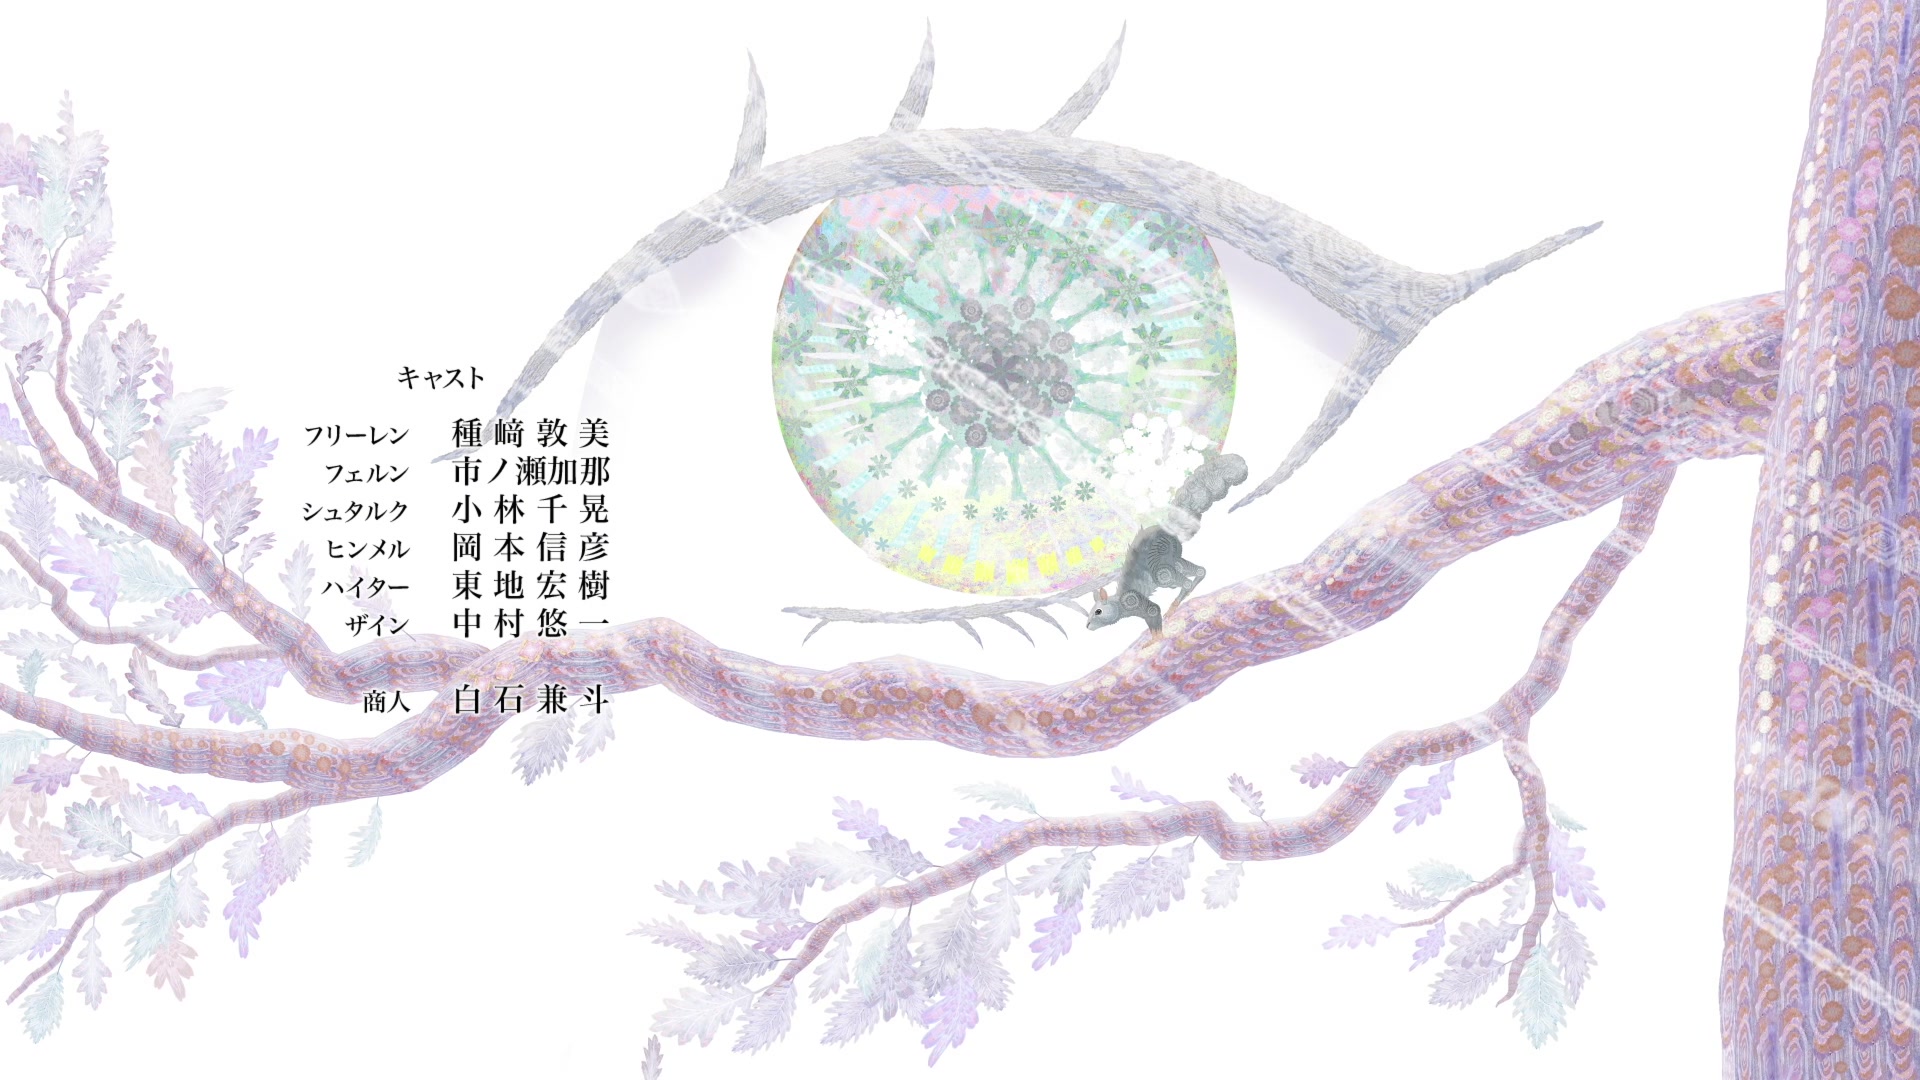 キャスト
フリーレン 種﨑敦美
フェルン 市ノ瀬加那
シュタルク 小林千晃
ヒンメル 岡本信彦
ハイター 東地宏樹
ザイン 中村悠一
商人 白石兼斗